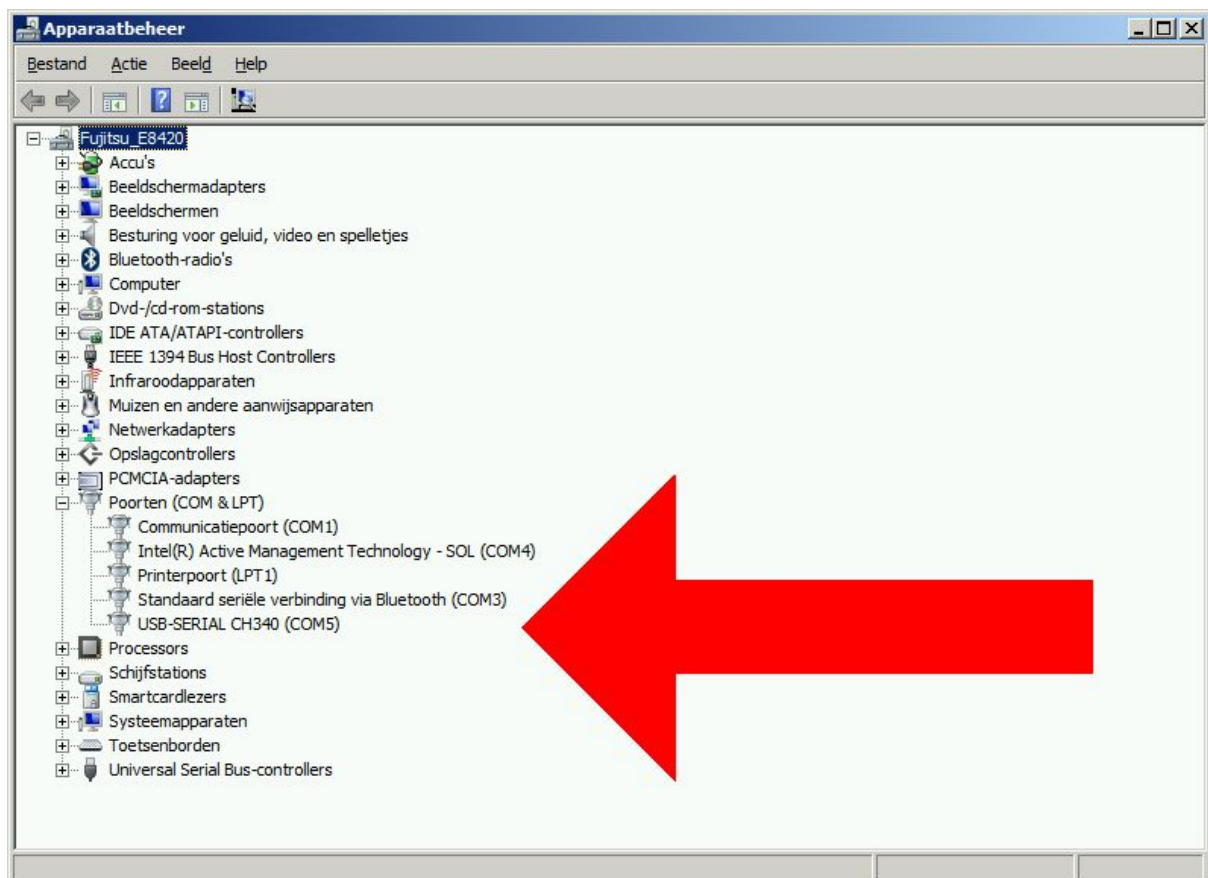 Apparaatbeheer
Bestand Actie Beeld Help
Fujitsu_E8420
Accu's
Beeldschermadapters
Beeldschermen
Besturing voor geluid, video en spelletjes
Bluetooth-radio's
Computer
Dvd-/cd-rom-stations
IDE ATA/ATAPI-controllers
IEEE 1394 Bus Host Controllers
Infraroodapparaten
Muizen en andere aanwijsapparaten
Netwerkadapters
Opslagcontrollers
PCMCIA-adapters
Poorten (COM & LPT)
Communicatiepoort (COM1)
Intel(R) Active Management Technology - SOL (COM4)
Printerpoort (LPT1)
Standaard seriële verbinding via Bluetooth (COM3)
USB-SERIAL CH340 (COM5)
Processors
Schijfstations
Smartcardlezers
Systeemapparaten
Toetsenborden
Universal Serial Bus-controllers